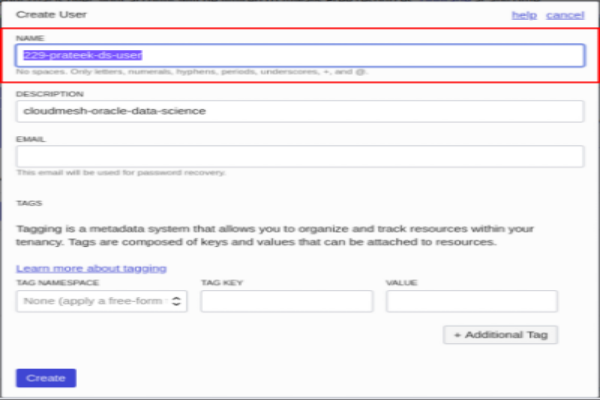 Create User
help cancel
NAME
229-prateek-ds-user
No spaces. Only letters, numerals, hyphens, periods, underscores, +, and @.
DESCRIPTION
cloudmesh-oracle-data-science
EMAIL
This email will be used for password recovery.
TAGS
Tagging is a metadata system that allows you to organize and track resources within your
tenancy. Tags are composed of keys and values that can be attached to resources.
Learn more about tagging
TAG NAMESPACE TAG KEY VALUE
None (apply a free-form
+ Additional Tag
Create